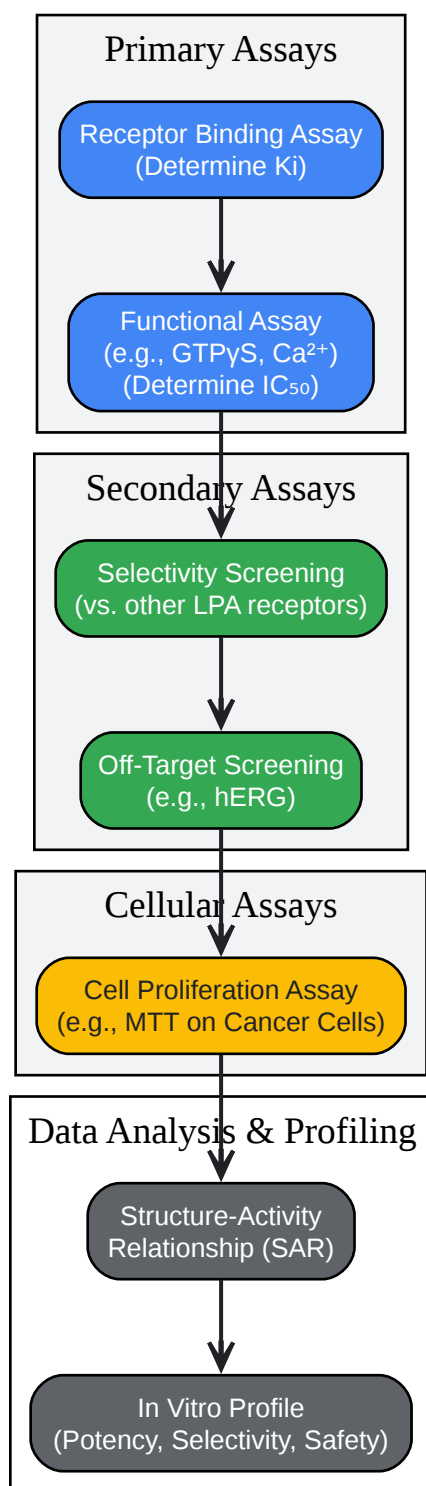 Primary Assays
Receptor Binding Assay
(Determine Ki)
Functional Assay
(e.g., GTPγS, Ca²⁺)
(Determine IC₅₀)
Secondary Assays
Selectivity Screening
(vs. other LPA receptors)
Off-Target Screening
(e.g., hERG)
Cellular Assays
Cell Proliferation Assay
(e.g., MTT on Cancer Cells)
Data Analysis & Profiling
Structure-Activity
Relationship (SAR)
In Vitro Profile
(Potency, Selectivity, Safety)